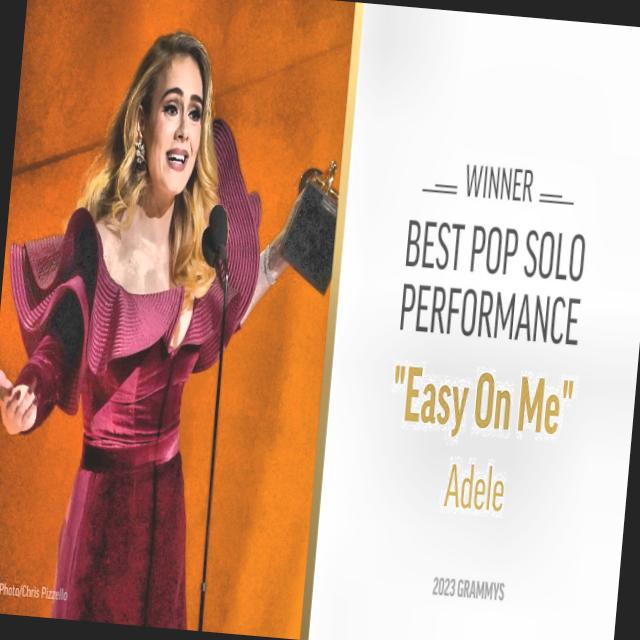 WINNER
BEST POP SOLO
PERFORMANCE
"Easy On Me"
Adele
2023 GRAMMYS
Photo/Chris Pizzello